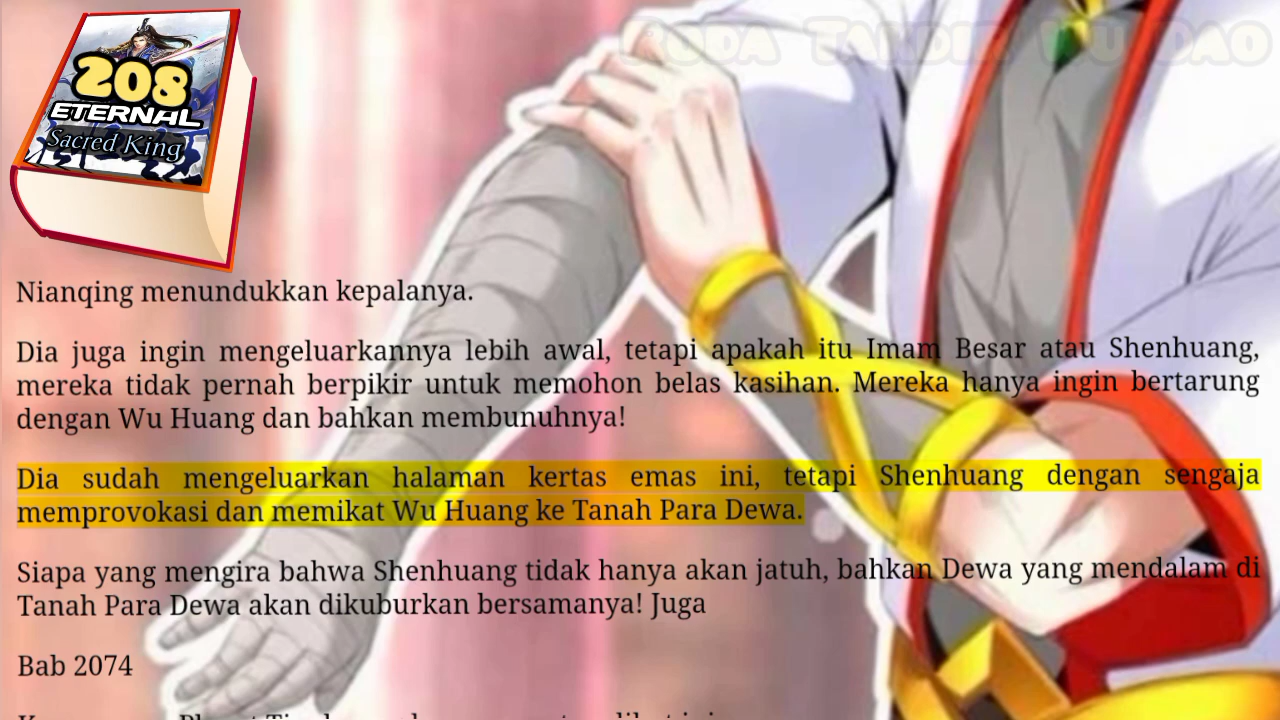 RODA TAKDIR WU DAO
208
ETERNAL
Sacred King
Nianqing menundukkan kepalanya.
Dia juga ingin mengeluarkannya lebih awal, tetapi apakah itu Imam Besar atau Shenhuang,
mereka tidak pernah berpikir untuk memohon belas kasihan. Mereka hanya ingin bertarung
dengan Wu Huang dan bahkan membunuhnya!
Dia sudah mengeluarkan halaman kertas emas ini, tetapi Shenhuang dengan sengaja
memprovokasi dan memikat Wu Huang ke Tanah Para Dewa.
Siapa yang mengira bahwa Shenhuang tidak hanya akan jatuh, bahkan Dewa yang mendalam di
Tanah Para Dewa akan dikuburkan bersamanya! Juga
Bab 2074